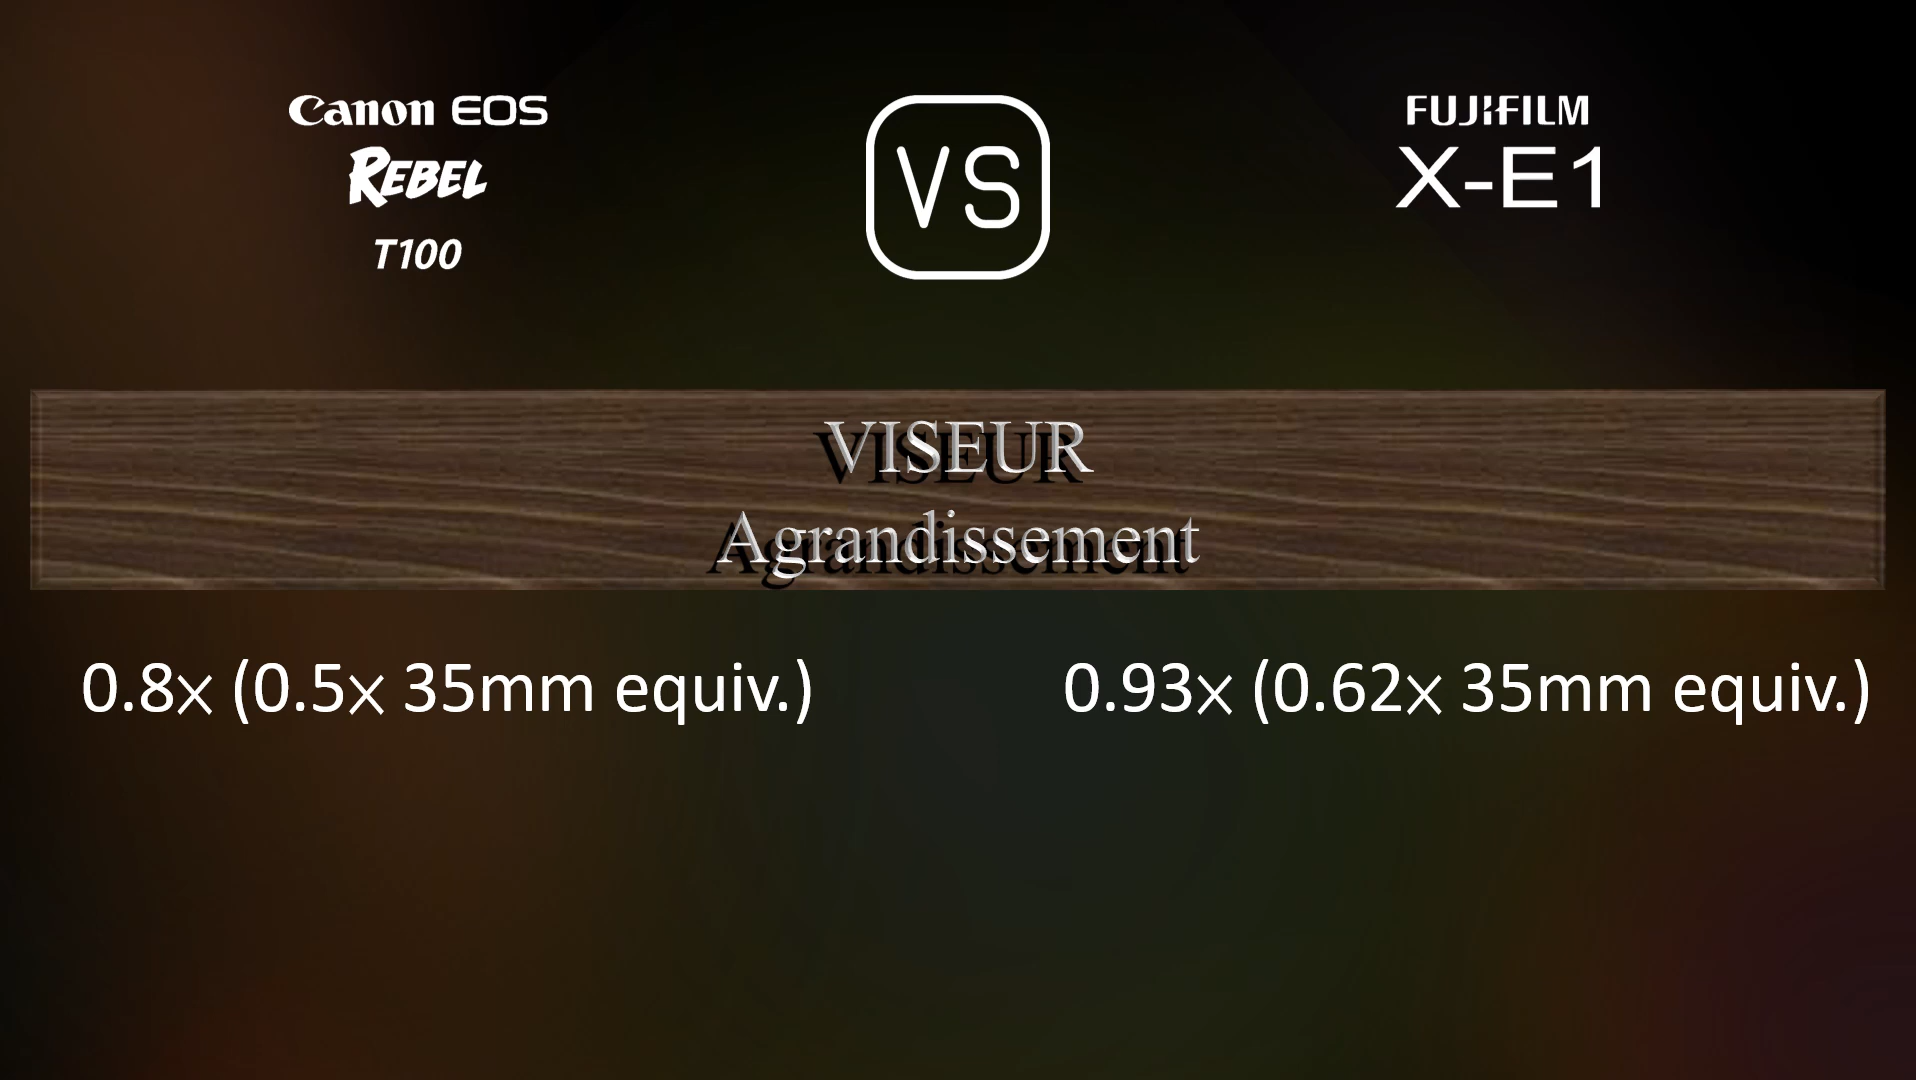 Canon EOS
REBEL
T100
VS
FUJIFILM
X-E1
VISEUR
Agrandissement
0.8x (0.5x 35mm equiv.)
0.93x (0.62x 35mm equiv.)